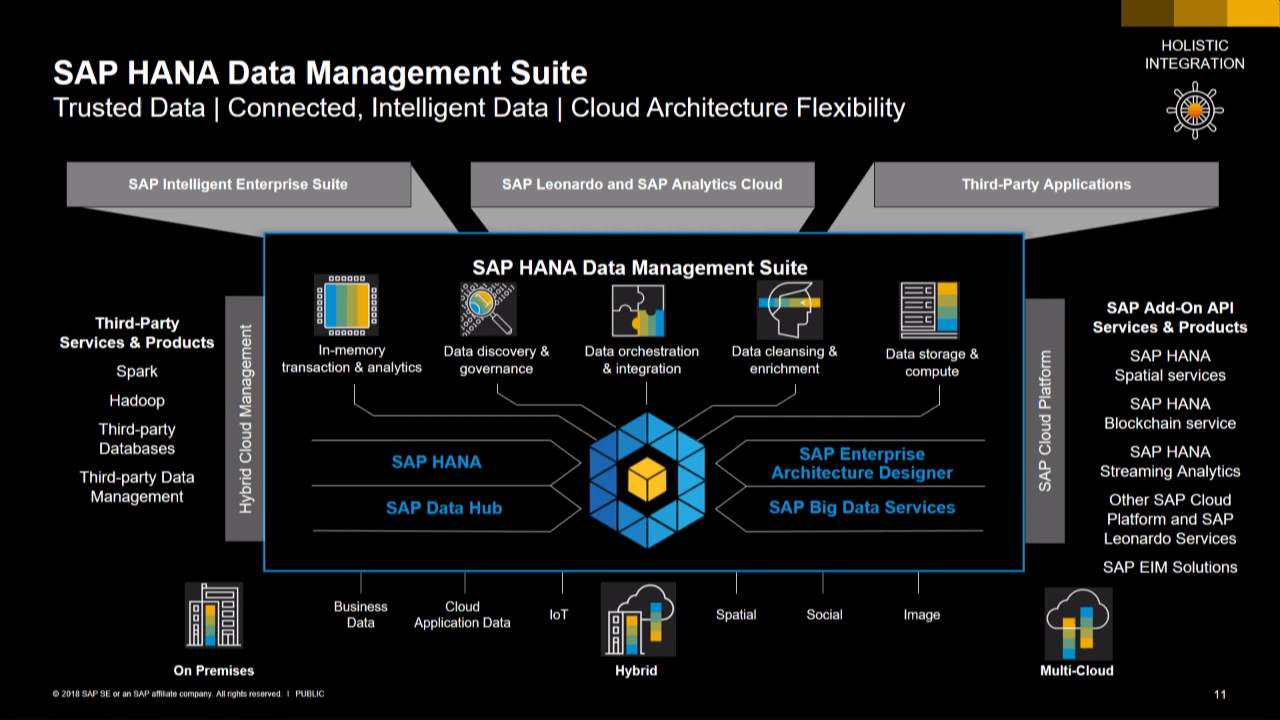 HOLISTIC
INTEGRATION
SAP HANA Data Management Suite
Trusted Data | Connected, Intelligent Data | Cloud Architecture Flexibility
SAP Intelligent Enterprise Suite
SAP Leonardo and SAP Analytics Cloud
Third-Party Applications
SAP HANA Data Management Suite
In-memory
transaction & analytics
Data discovery &
governance
Data orchestration
& integration
Data cleansing &
enrichment
Data storage &
compute
Third-Party
Services & Products
Spark
Hadoop
Third-party
Databases
Third-party Data
Management
Hybrid Cloud Management
SAP HANA
SAP Data Hub
SAP Enterprise
Architecture Designer
SAP Big Data Services
SAP Cloud Platform
SAP Add-On API
Services & Products
SAP HANA
Spatial services
SAP HANA
Blockchain service
SAP HANA
Streaming Analytics
Other SAP Cloud
Platform and SAP
Leonardo Services
SAP EIM Solutions
Business
Data
Cloud
Application Data
IoT
Spatial
Social
Image
On Premises
Hybrid
Multi-Cloud
© 2018 SAP SE or an SAP affiliate company. All rights reserved. I PUBLIC
11